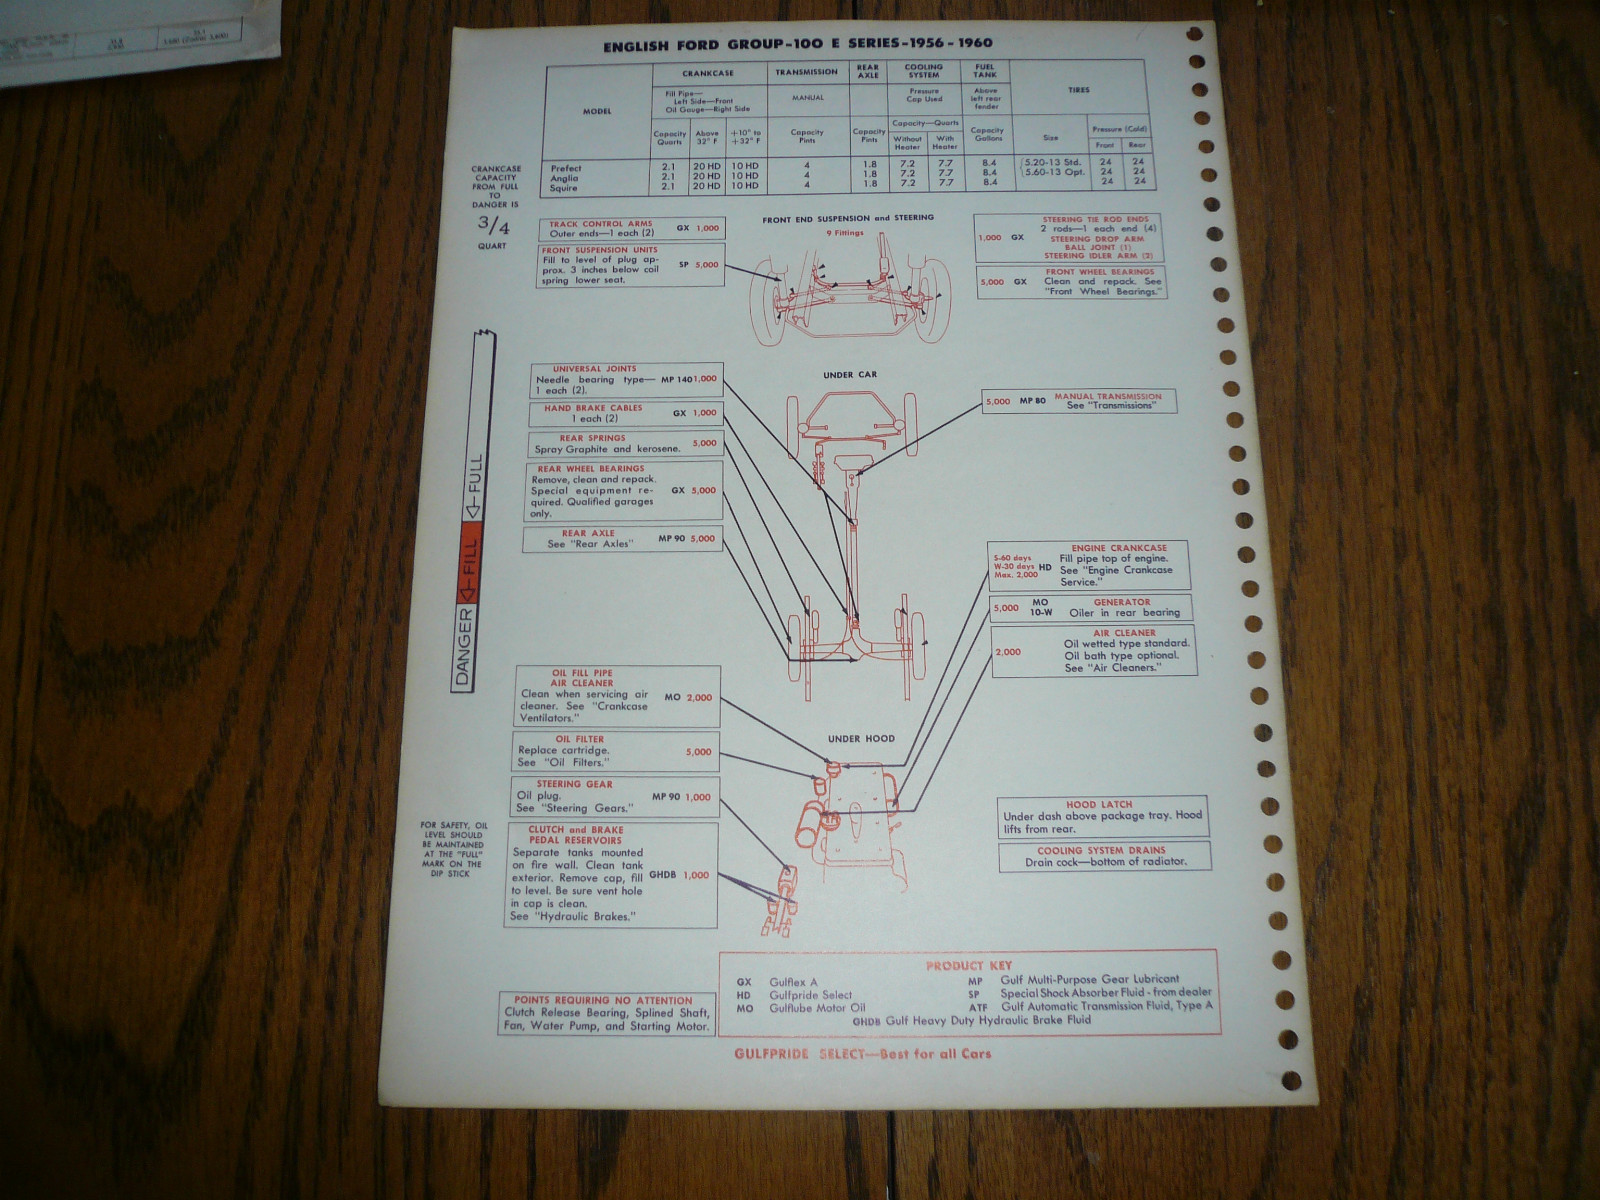 ENGLISH FORD GROUP-100 E SERIES-1956-1960
MODEL
CRANKCASE
TRANSMISSION
REAR AXLE
COOLING SYSTEM
FUEL TANK
TIRES
Fill Pipe—
Left Side—Front
Oil Gauge—Right Side
MANUAL
Pressure Cap Used
Above left rear fender
Capacity Quarts
Above 32° F
+10° to +32° F
Capacity Pints
Capacity Pints
Capacity—Quarts
Without Heater
With Heater
Capacity Gallons
Size
Pressure (Cold)
Front
Rear
Prefect 2.1 20 HD 10 HD 4 1.8 7.2 7.7 8.4 5.20-13 Std. 24 24
Anglia 2.1 20 HD 10 HD 4 1.8 7.2 7.7 8.4 5.60-13 Opt. 24 24
Squire 2.1 20 HD 10 HD 4 1.8 7.2 7.7 8.4 24 24
CRANKCASE
CAPACITY
FROM FULL
TO
DANGER IS
3/4
QUART
FULL
FILL
DANGER
FOR SAFETY, OIL
LEVEL SHOULD
BE MAINTAINED
AT THE "FULL"
MARK ON THE
DIP STICK
FRONT END SUSPENSION and STEERING
9 Fittings
TRACK CONTROL ARMS
Outer ends—1 each (2) GX 1,000
FRONT SUSPENSION UNITS
Fill to level of plug ap-
prox. 3 inches below coil
spring lower seat.
SP 5,000
STEERING TIE ROD ENDS
2 rods—1 each end (4)
STEERING DROP ARM
BALL JOINT (1)
STEERING IDLER ARM (2)
1,000 GX
FRONT WHEEL BEARINGS
Clean and repack. See
"Front Wheel Bearings."
5,000 GX
UNDER CAR
UNIVERSAL JOINTS
Needle bearing type— MP 140 1,000
1 each (2).
HAND BRAKE CABLES
1 each (2) GX 1,000
REAR SPRINGS
Spray Graphite and kerosene. 5,000
REAR WHEEL BEARINGS
Remove, clean and repack.
Special equipment re-
quired. Qualified garages
only.
GX 5,000
REAR AXLE
See "Rear Axles" MP 90 5,000
5,000 MP 80 MANUAL TRANSMISSION
See "Transmissions"
ENGINE CRANKCASE
S-60 days
W-30 days HD
Max. 2,000
Fill pipe top of engine.
See "Engine Crankcase
Service."
5,000 MO 10-W GENERATOR
Oiler in rear bearing
AIR CLEANER
2,000
Oil wetted type standard.
Oil bath type optional.
See "Air Cleaners."
UNDER HOOD
OIL FILL PIPE
AIR CLEANER
Clean when servicing air
cleaner. See "Crankcase
Ventilators."
MO 2,000
OIL FILTER
Replace cartridge.
See "Oil Filters."
5,000
STEERING GEAR
Oil plug.
See "Steering Gears."
MP 90 1,000
CLUTCH and BRAKE
PEDAL RESERVOIRS
Separate tanks mounted
on fire wall. Clean tank
exterior. Remove cap, fill
to level. Be sure vent hole
in cap is clean.
See "Hydraulic Brakes."
GHDB 1,000
HOOD LATCH
Under dash above package tray. Hood
lifts from rear.
COOLING SYSTEM DRAINS
Drain cock—bottom of radiator.
POINTS REQUIRING NO ATTENTION
Clutch Release Bearing, Splined Shaft,
Fan, Water Pump, and Starting Motor.
PRODUCT KEY
GX Gulflex A
HD Gulfpride Select
MO Gulflube Motor Oil
MP Gulf Multi-Purpose Gear Lubricant
SP Special Shock Absorber Fluid - from dealer
ATF Gulf Automatic Transmission Fluid, Type A
GHDB Gulf Heavy Duty Hydraulic Brake Fluid
GULFPRIDE SELECT—Best for all Cars